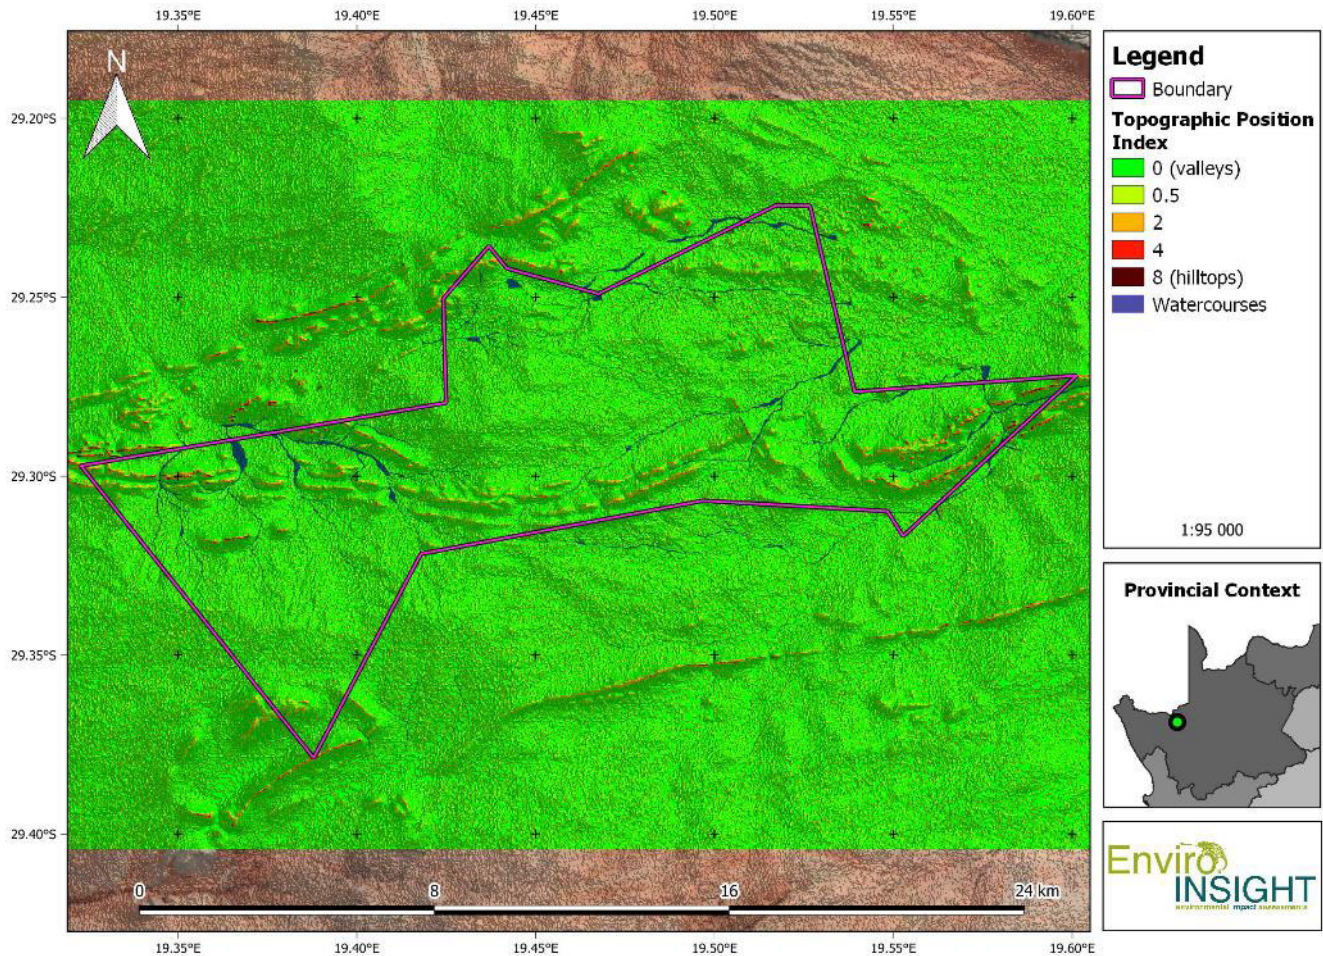 19.35°E 19.40°E 19.45°E 19.50°E 19.55°E 19.60°E
N
29.20°S
29.25°S
29.30°S
29.35°S
29.40°S
0 8 16 24 km
19.35°E 19.40°E 19.45°E 19.50°E 19.55°E 19.60°E
Legend
Boundary
Topographic Position
Index
0 (valleys)
0.5
2
4
8 (hilltops)
Watercourses
1:95 000
Provincial Context
Enviro
INSIGHT
environmental impact assessments